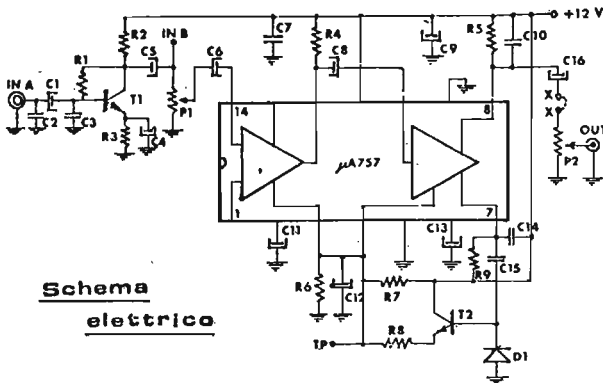 +12 V
R2
C7
R4
C9
R5
C10
IN B
C5
C6
C8
R1
C16
IN A
C1
T1
P1
14
8
X
X
C2
C3
R3
C4
μA757
P2
OUT
1
7
C11
C13
C14
R9
C15
R6
C12
R7
T2
R8
TP
D1
Schema
elettrico